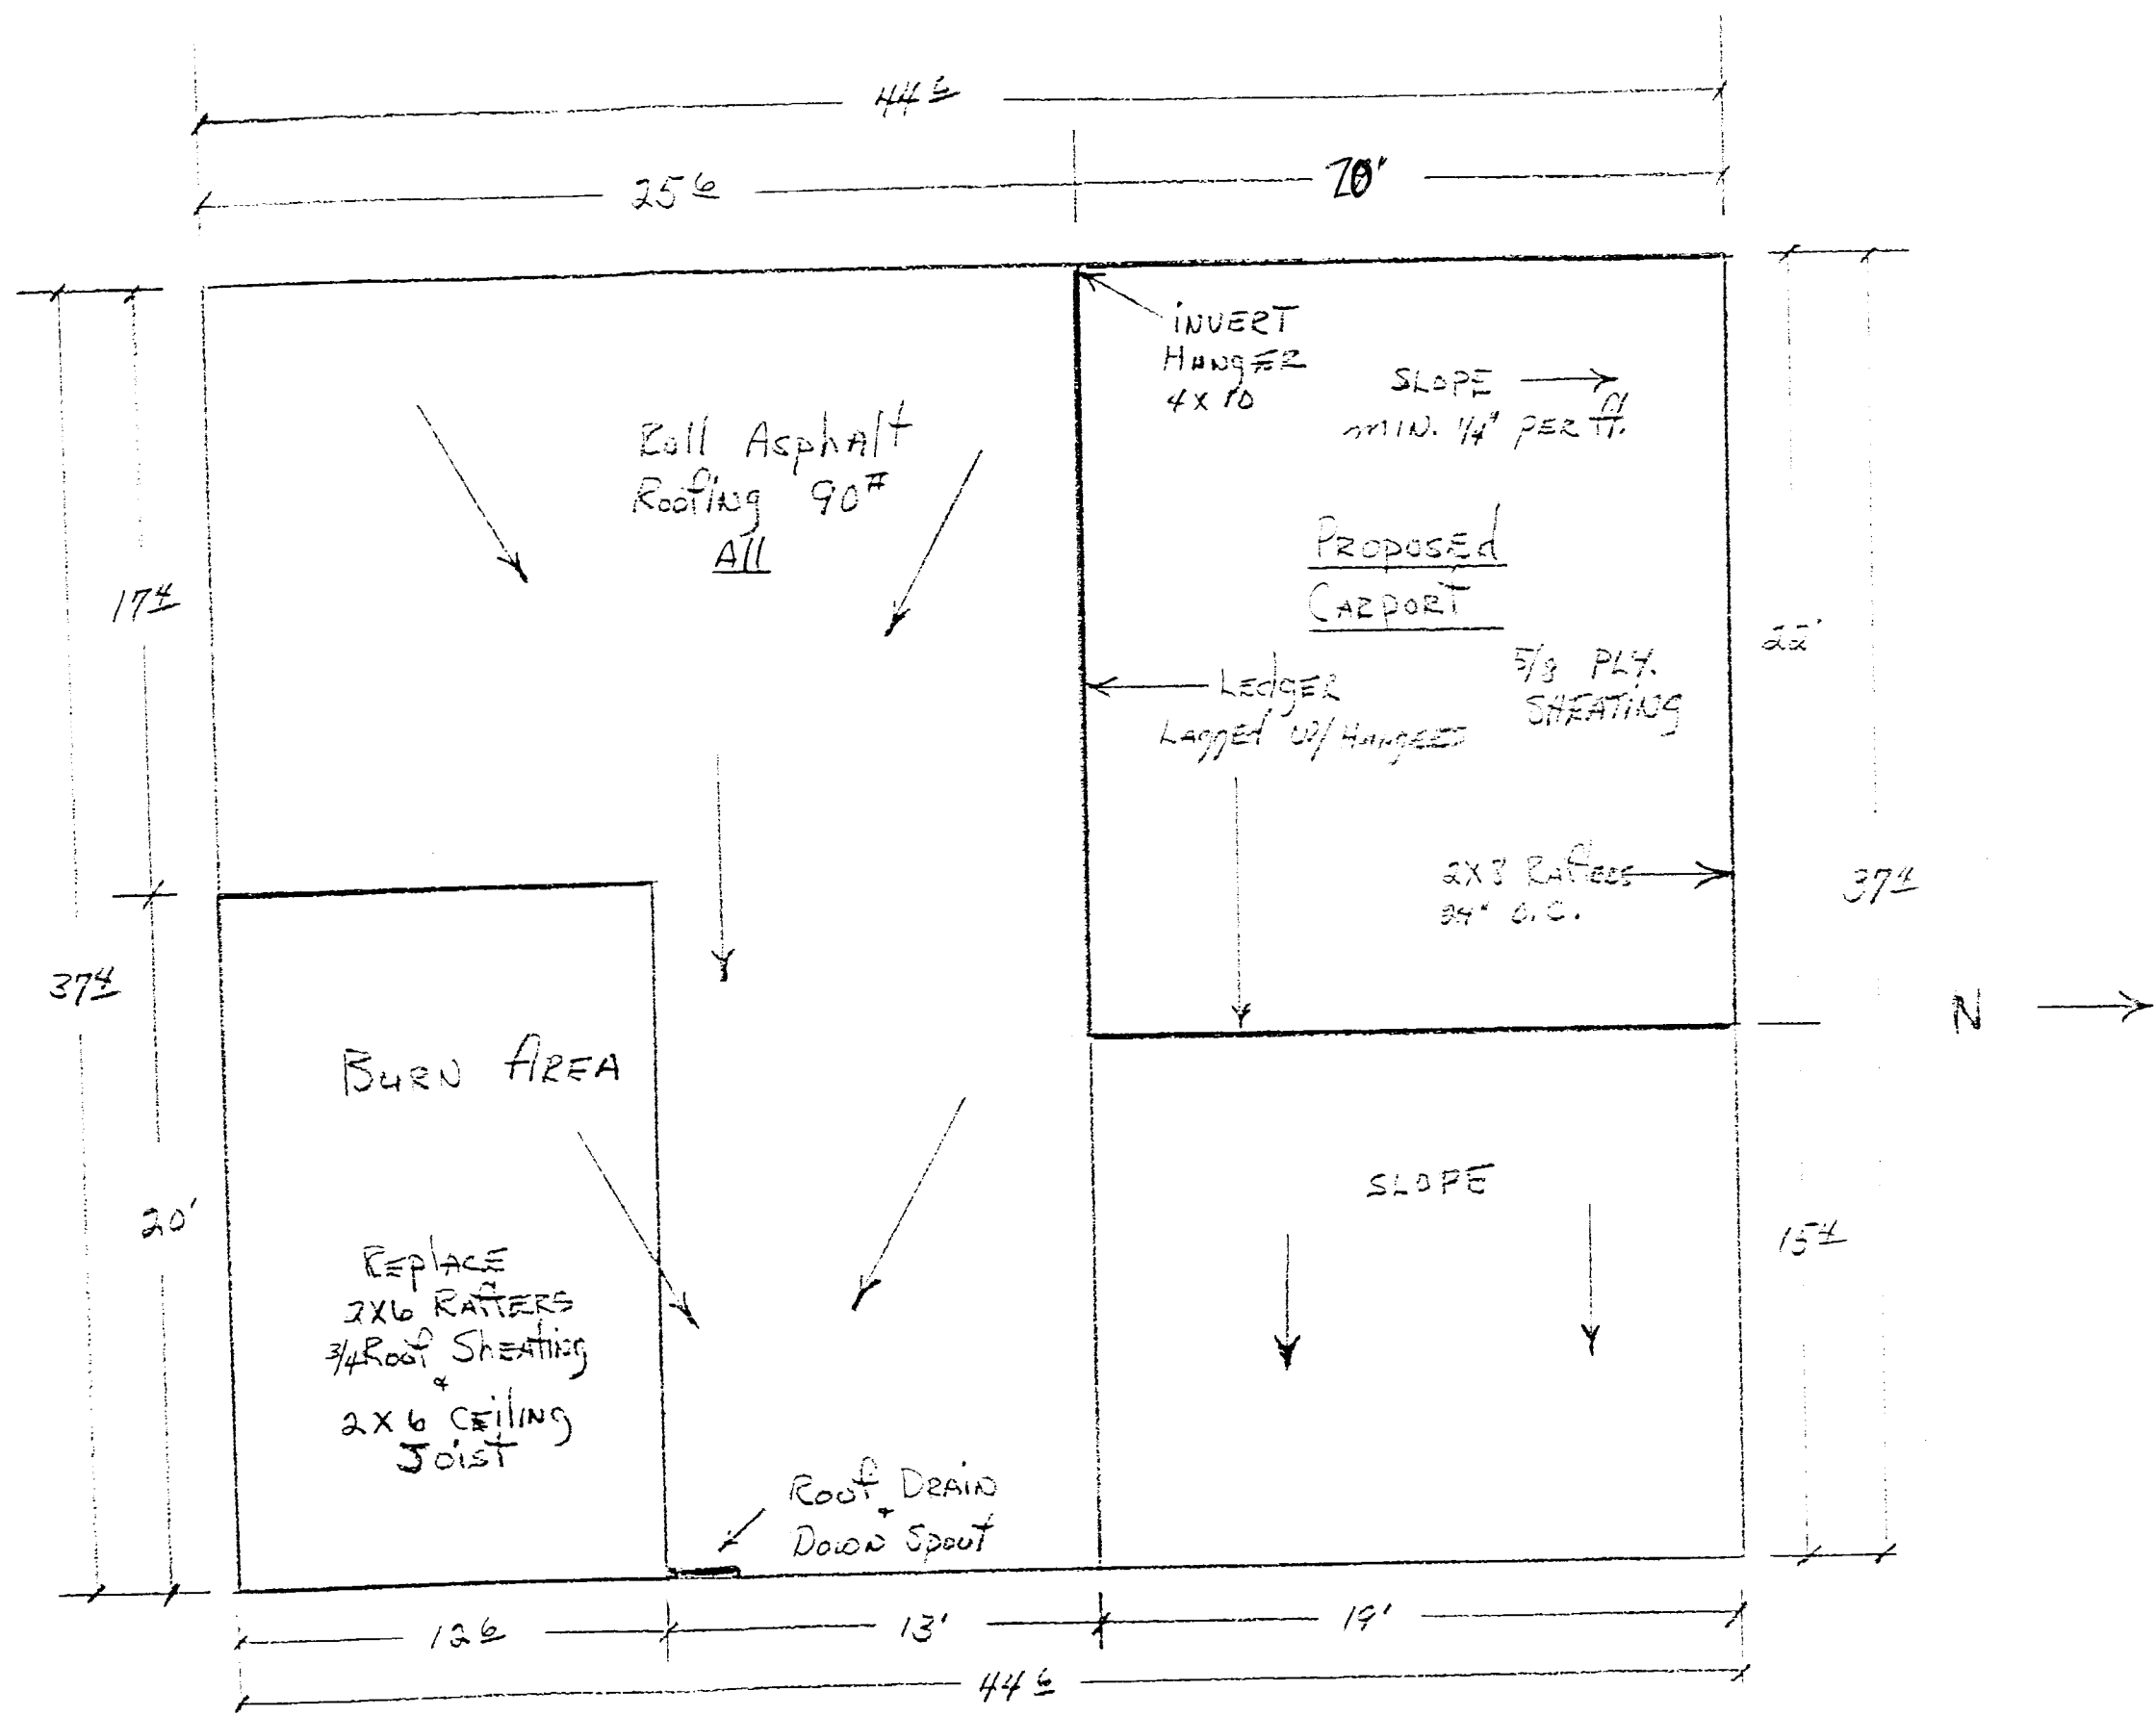 44 6
25 6
20'
INVERT
HANGER
4 x 10
SLOPE
MIN. 1/4" PER ft.
Roll Asphalt
Roofing 90#
All
PROPOSEd
CARPORT
17 4
22'
5/8 PLY.
SHEATING
LEdgER
LAggEd W/ HANgERS
2X8 RAftERS
24" O.C.
37 4
37 4
N
BURN AREA
SLOPE
20'
15 4
REplACE
2X6 RAftERS
3/4 Roof ShEAting
&
2 X 6 CEiliNg
JOiST
Roof DRAIN
&
DOWN Spout
12 6
13'
19'
44 6